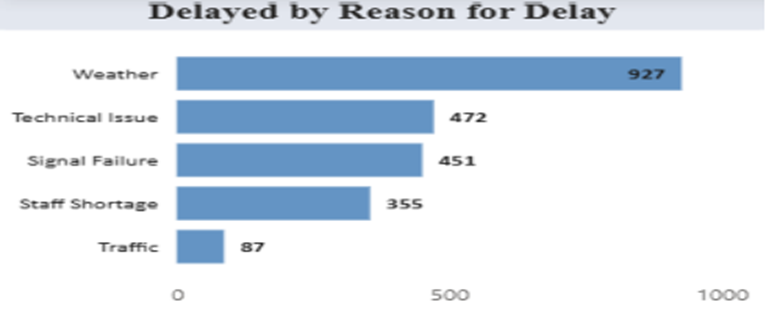 Delayed by Reason for Delay
Weather 927
Technical Issue 472
Signal Failure 451
Staff Shortage 355
Traffic 87
0 500 1000